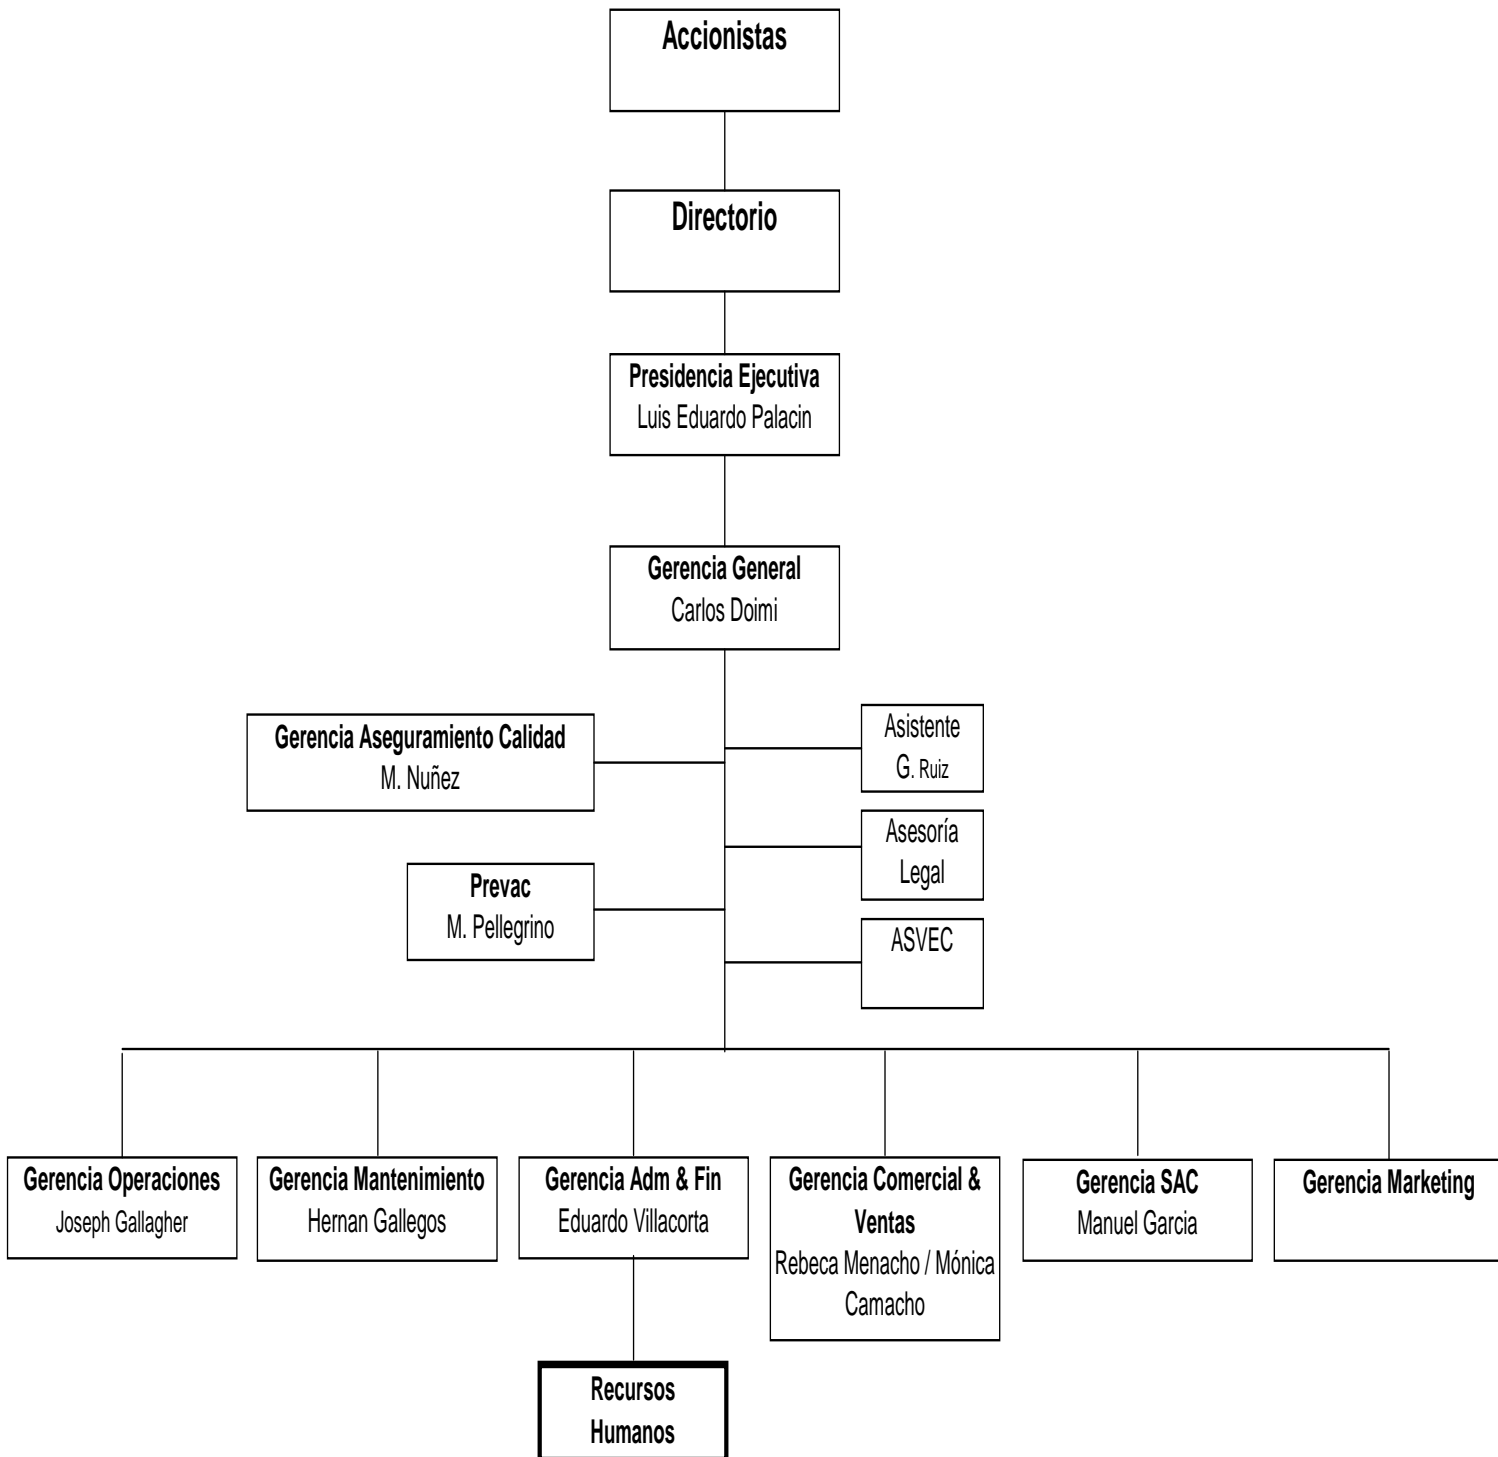 Accionistas
Directorio
Presidencia Ejecutiva
Luis Eduardo Palacin
Gerencia General
Carlos Doimi
Gerencia Aseguramiento Calidad
M. Nuñez
Asistente
G. Ruiz
Asesoría
Legal
Prevac
M. Pellegrino
ASVEC
Gerencia Operaciones
Joseph Gallagher
Gerencia Mantenimiento
Hernan Gallegos
Gerencia Adm & Fin
Eduardo Villacorta
Gerencia Comercial &
Ventas
Rebeca Menacho / Mónica
Camacho
Gerencia SAC
Manuel Garcia
Gerencia Marketing
Recursos
Humanos